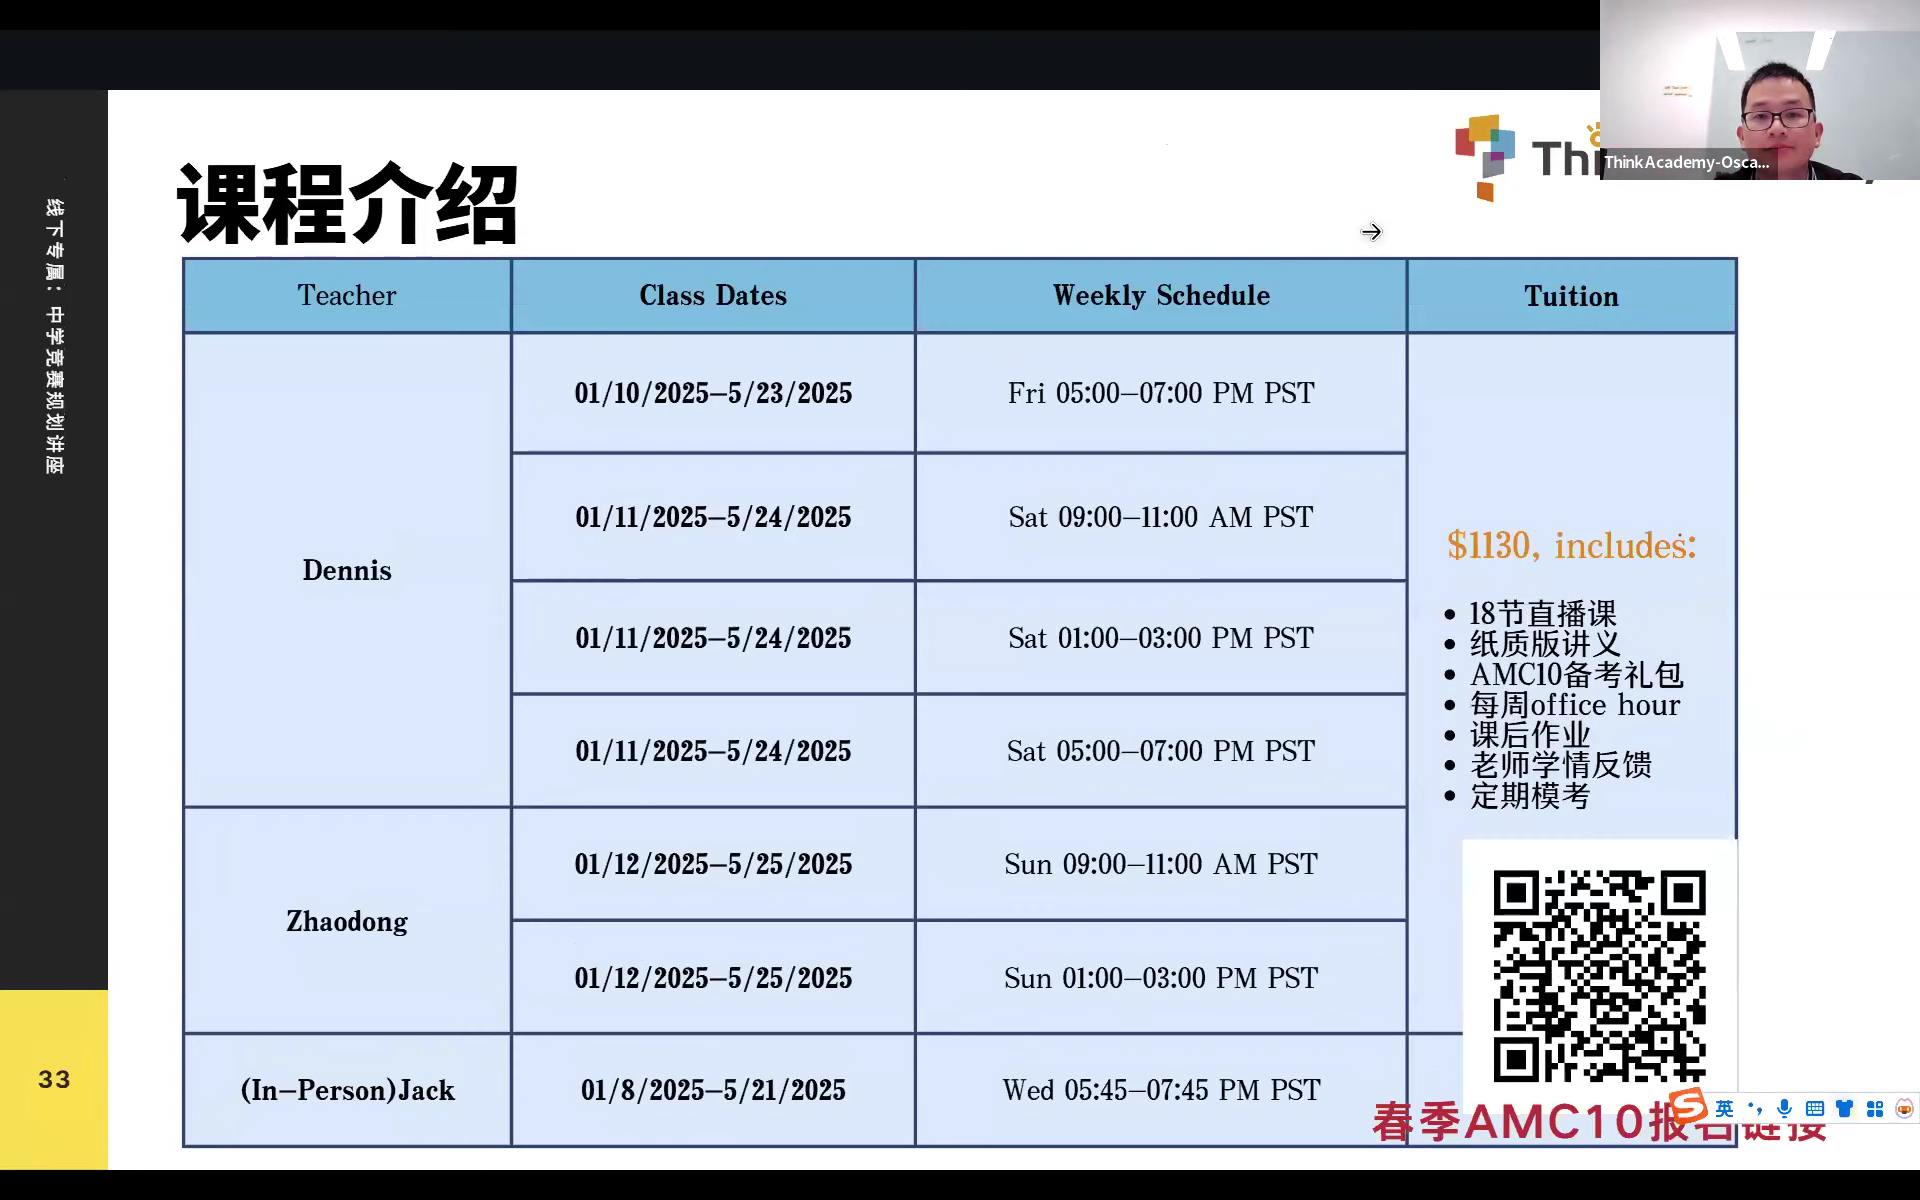 ThinkAcademy-Osca...
Thi
课程介绍
线下专属：中学竞赛规划讲座
Teacher
Class Dates
Weekly Schedule
Tuition
Dennis
01/10/2025–5/23/2025
Fri 05:00–07:00 PM PST
01/11/2025–5/24/2025
Sat 09:00–11:00 AM PST
01/11/2025–5/24/2025
Sat 01:00–03:00 PM PST
01/11/2025–5/24/2025
Sat 05:00–07:00 PM PST
Zhaodong
01/12/2025–5/25/2025
Sun 09:00–11:00 AM PST
01/12/2025–5/25/2025
Sun 01:00–03:00 PM PST
(In–Person)Jack
01/8/2025–5/21/2025
Wed 05:45–07:45 PM PST
$1130, includes:
18节直播课
纸质版讲义
AMC10备考礼包
每周office hour
课后作业
老师学情反馈
定期模考
春季AMC10报名链接
英
33